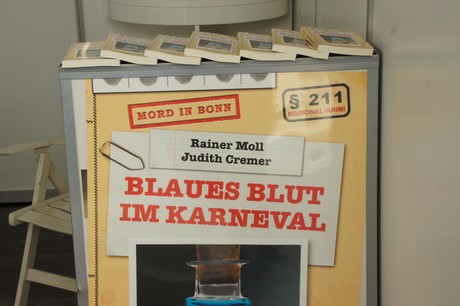 MORD IN BONN
§ 211
REGIONAL-KRIMI
Rainer Moll
Judith Cremer
BLAUES BLUT
IM KARNEVAL